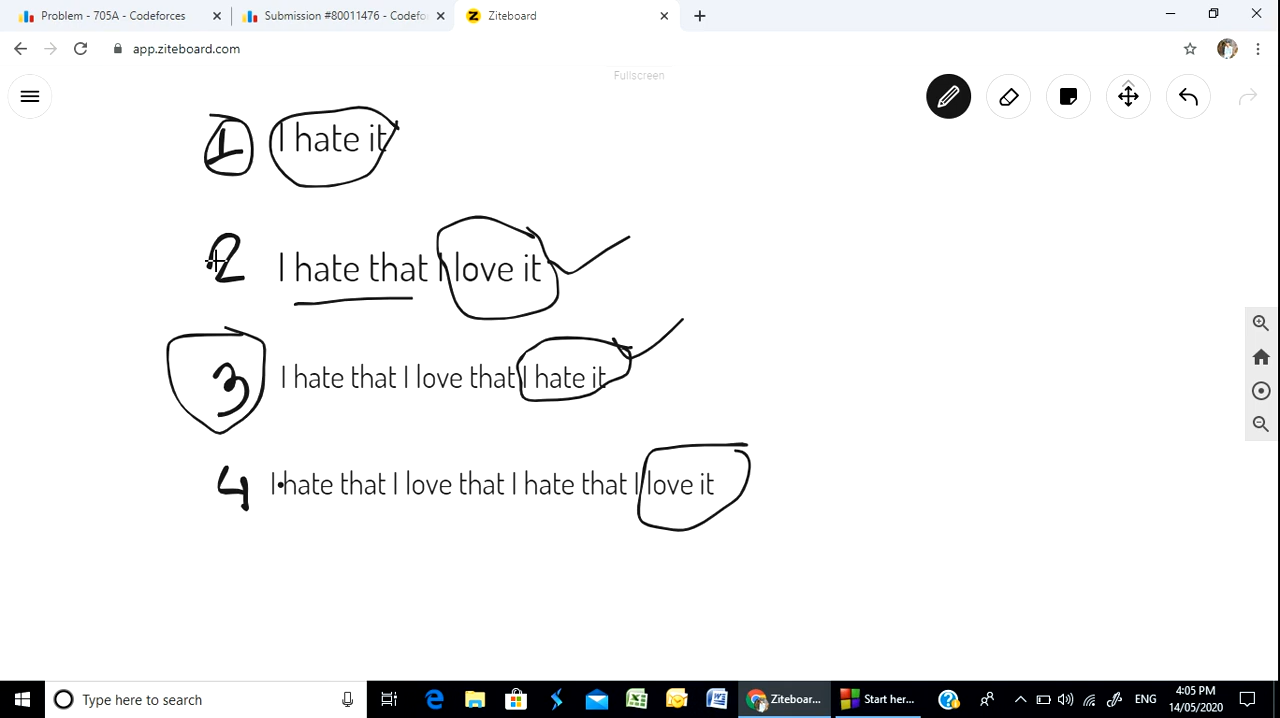 Problem - 705A - Codeforces
Submission #80011476 - Codefo
Ziteboard
app.ziteboard.com
Fullscreen
1 I hate it
2 I hate that I love it
3 I hate that I love that I hate it
4 I hate that I love that I hate that I love it
Type here to search
Ziteboar...
Start her...
ENG
4:05 PM
14/05/2020